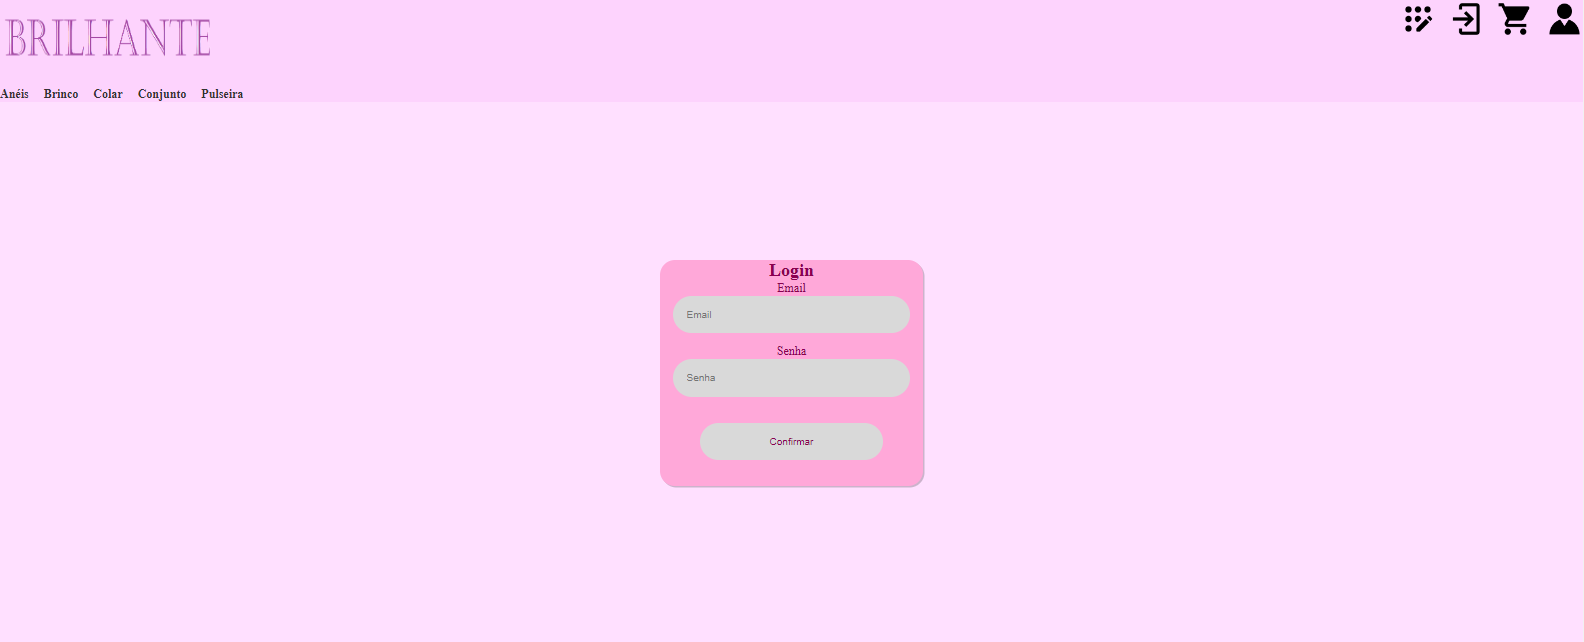 BRILHANTE
Anéis Brinco Colar Conjunto Pulseira
Login
Email
Email
Senha
Senha
Confirmar